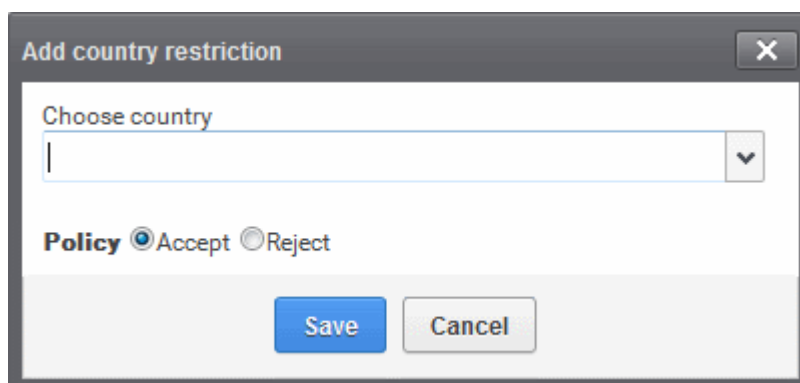 Add country restriction
Choose country
Policy Accept Reject
Save Cancel